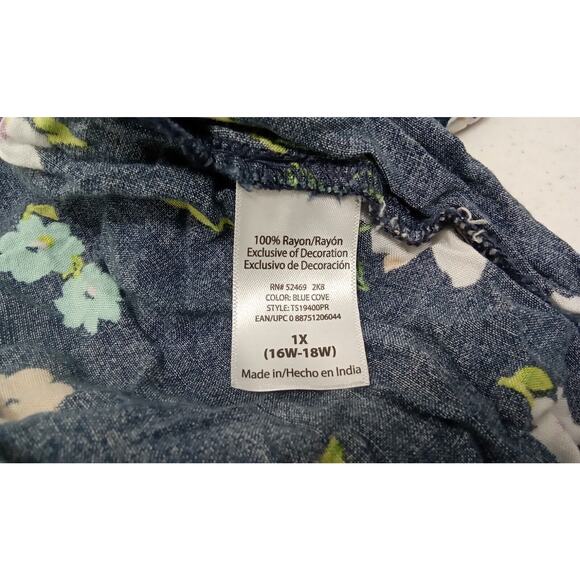 100% Rayon/Rayón
Exclusive of Decoration
Exclusivo de Decoración
RN# 52469 2KB
COLOR: BLUE COVE
STYLE: TS19400PR
EAN/UPC 0 88751206044
1X
(16W-18W)
Made in/Hecho en India